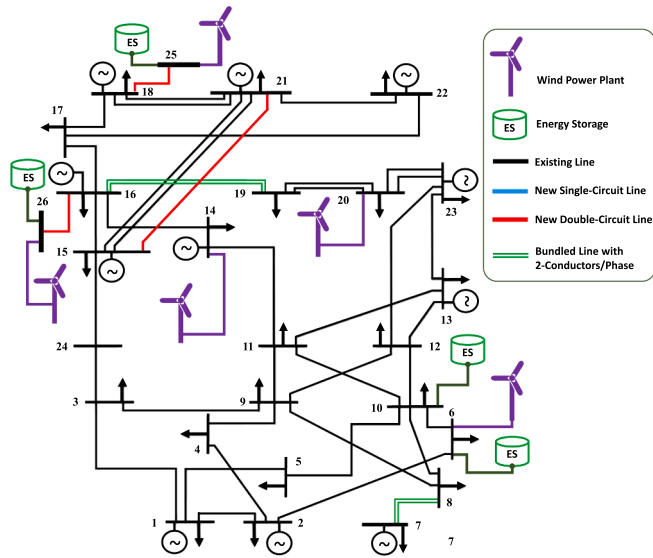 ES
25
18
21
22
17
ES
26
16
19
20
23
14
15
13
24
11
12
ES
3
9
10
6
4
5
ES
8
1
2
7
7
Wind Power Plant
ES
Energy Storage
Existing Line
New Single-Circuit Line
New Double-Circuit Line
Bundled Line with
2-Conductors/Phase